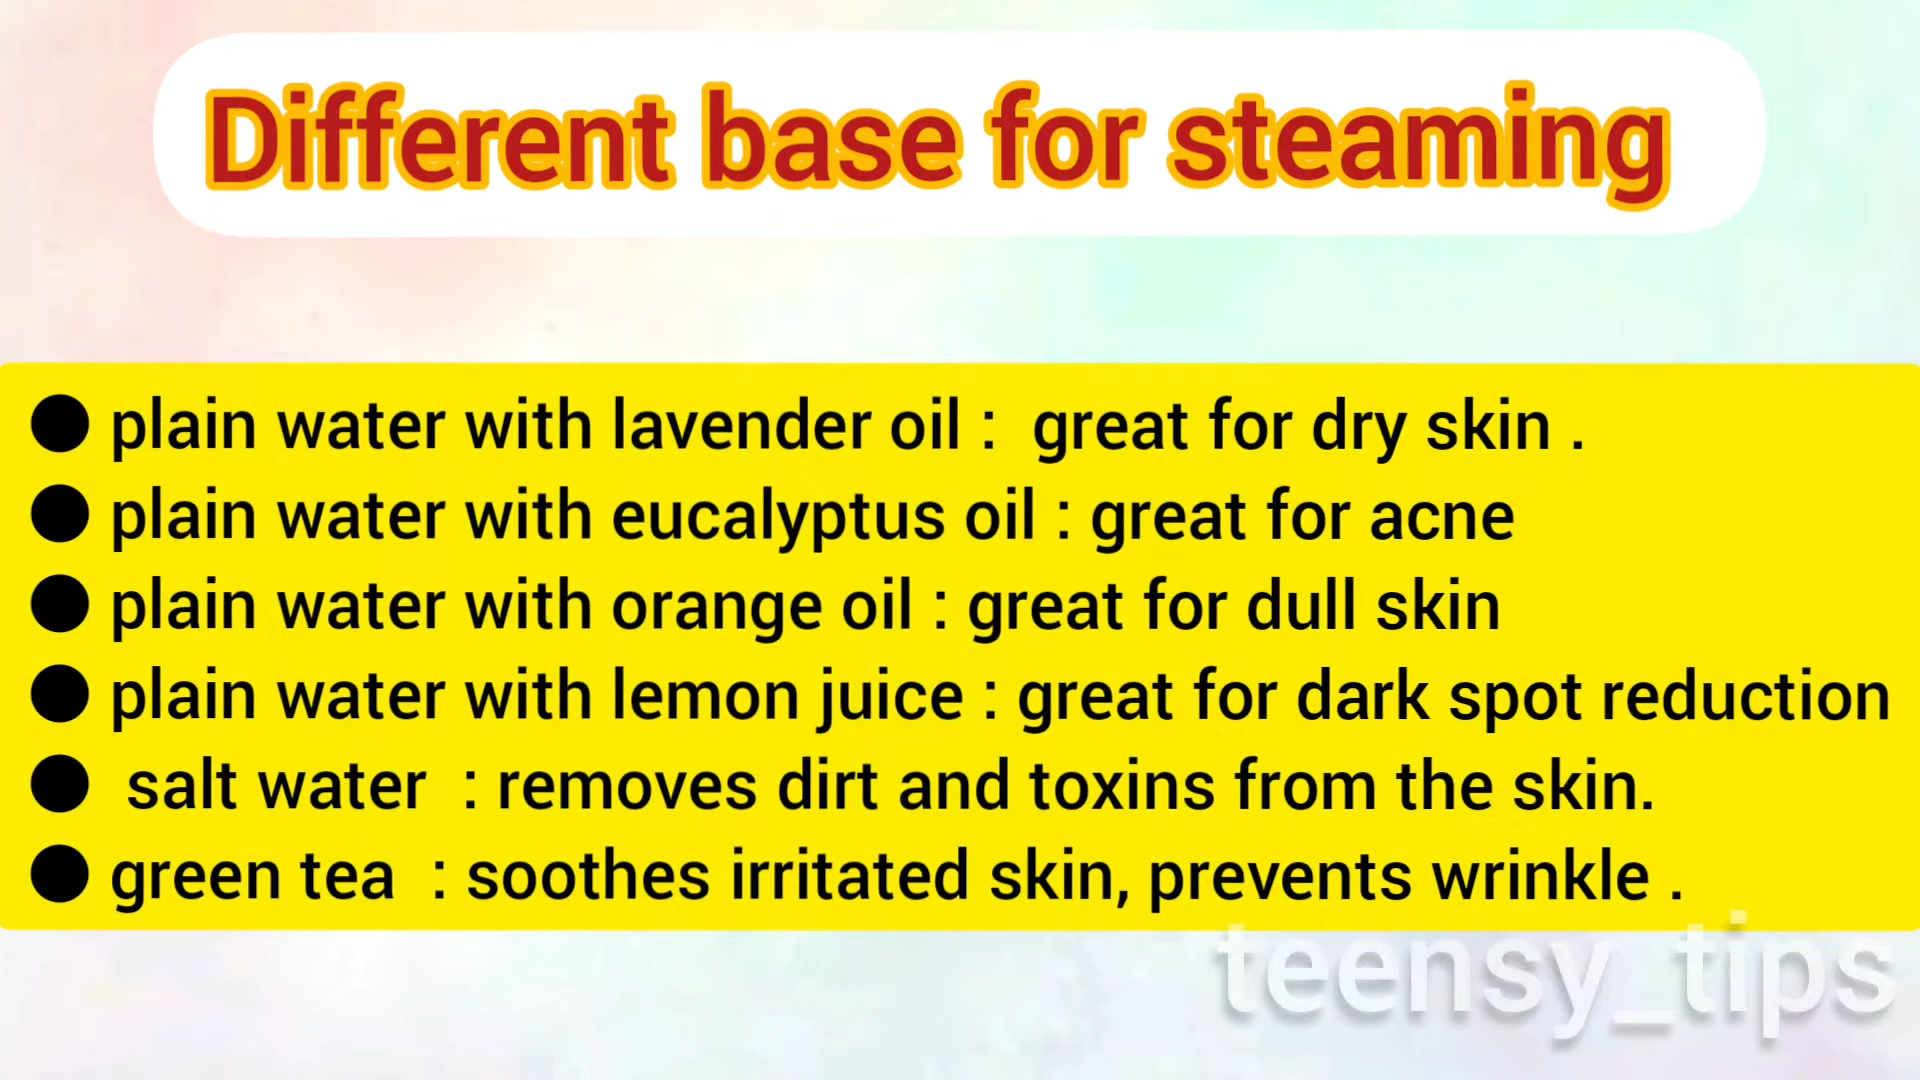 Different base for steaming
● plain water with lavender oil :  great for dry skin .
● plain water with eucalyptus oil : great for acne
● plain water with orange oil : great for dull skin
● plain water with lemon juice : great for dark spot reduction
●  salt water  : removes dirt and toxins from the skin.
● green tea  : soothes irritated skin, prevents wrinkle .
teensy_tips